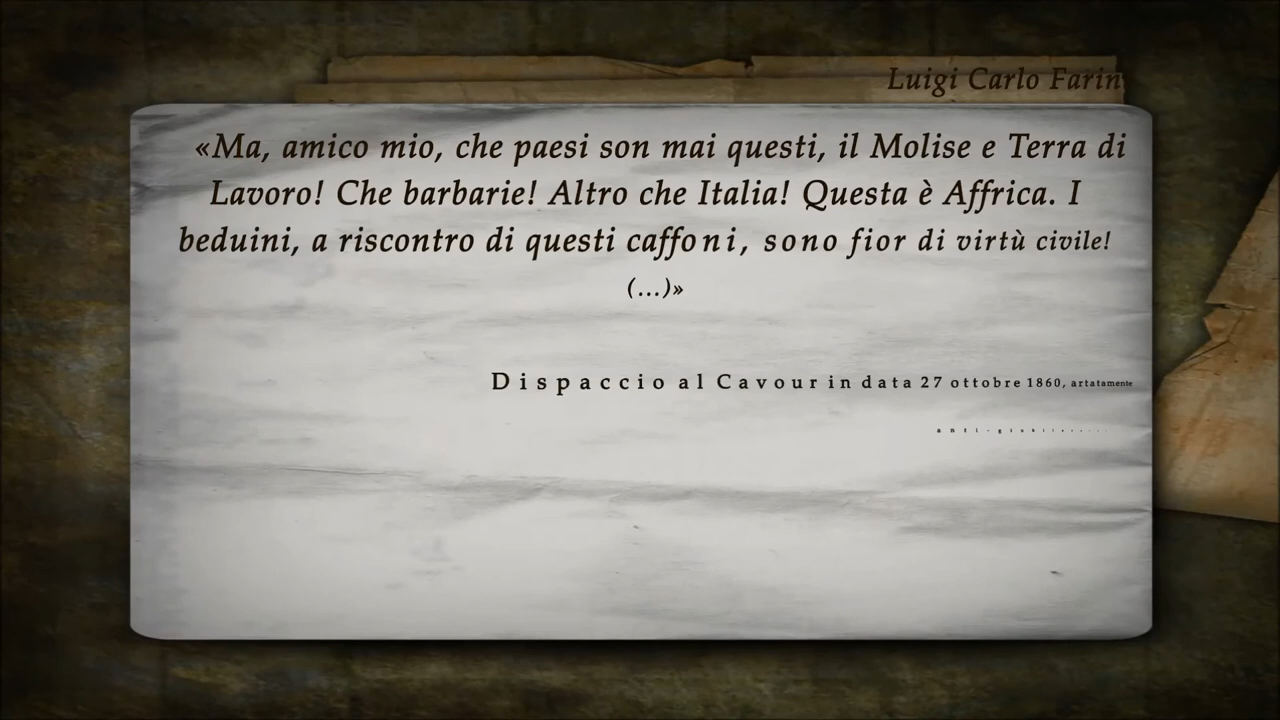 Luigi Carlo Farin
«Ma, amico mio, che paesi son mai questi, il Molise e Terra di
Lavoro! Che barbarie! Altro che Italia! Questa è Affrica. I
beduini, a riscontro di questi caffoni, sono fior di virtù civile!
(...)»
Dispaccio al Cavour in data 27 ottobre 1860, artatamente